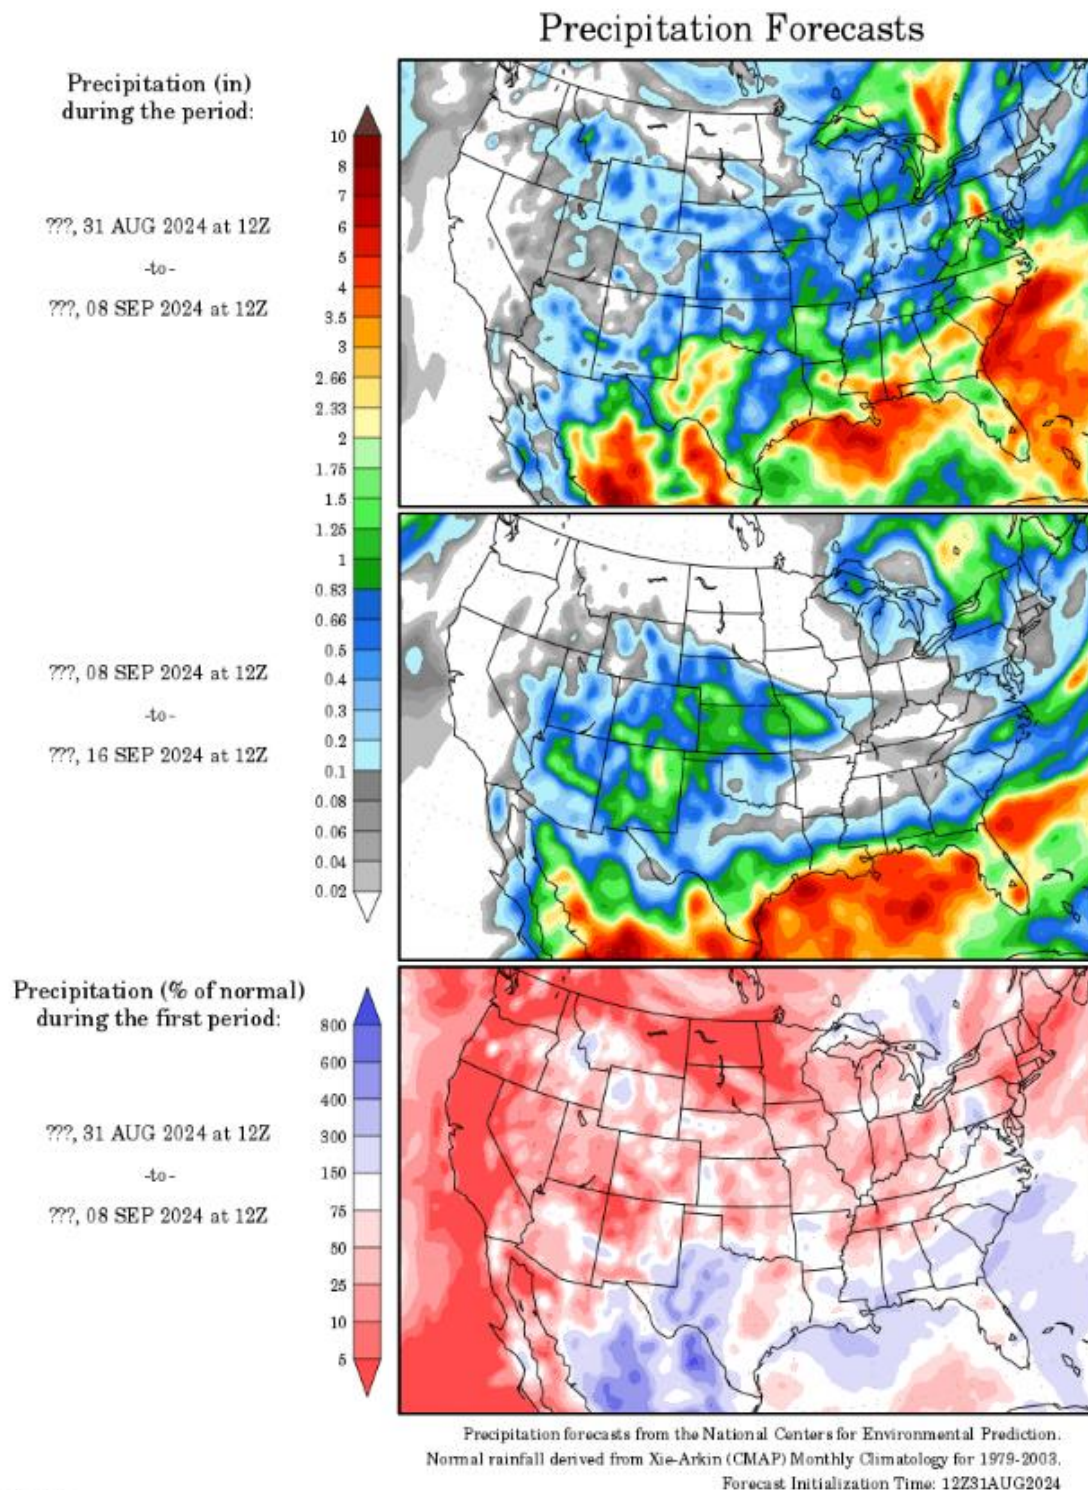 Precipitation Forecasts
Precipitation (in)
during the period:
???, 31 AUG 2024 at 12Z
-to-
???, 08 SEP 2024 at 12Z
10
8
7
6
5
4
3.5
3
2.66
2.33
2
1.75
1.5
1.25
1
0.83
0.66
0.5
0.4
0.3
0.2
0.1
0.08
0.06
0.04
0.02
???, 08 SEP 2024 at 12Z
-to-
???, 16 SEP 2024 at 12Z
Precipitation (% of normal)
during the first period:
???, 31 AUG 2024 at 12Z
-to-
???, 08 SEP 2024 at 12Z
800
600
400
300
150
75
50
25
10
5
Precipitation forecasts from the National Centers for Environmental Prediction.
Normal rainfall derived from Xie-Arkin (CMAP) Monthly Climatology for 1979-2003.
Forecast Initialization Time: 12Z31AUG2024